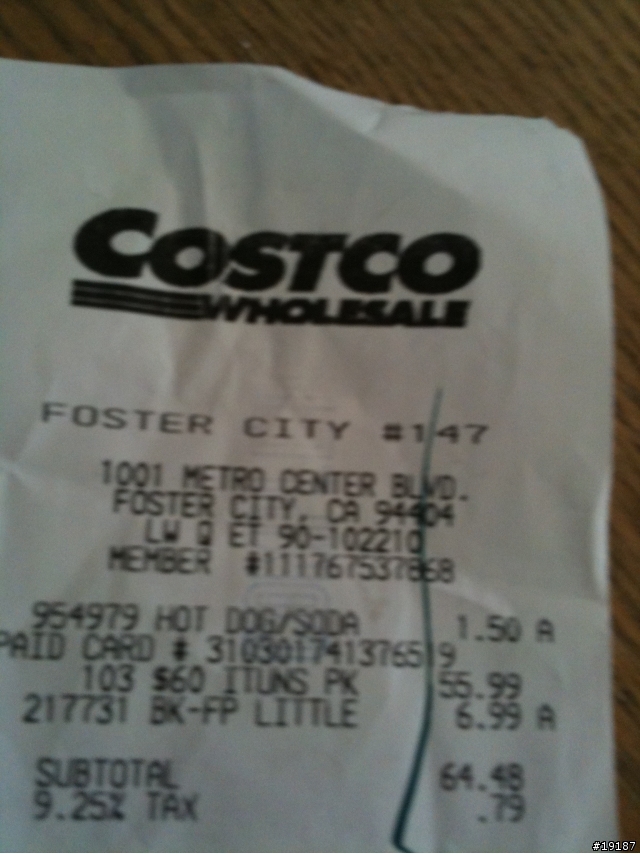 COSTCO
WHOLESALE
FOSTER CITY #147
1001 METRO CENTER BLVD.
FOSTER CITY, CA 94404
LW Q ET 90-102210
MEMBER #111767537868
954979 HOT DOG/SODA 1.50 A
PAID CARD # 310301741376519
103 $60 ITUNS PK 55.99
217731 BK-FP LITTLE 6.99 A
SUBTOTAL 64.48
9.25% TAX .79
#19187